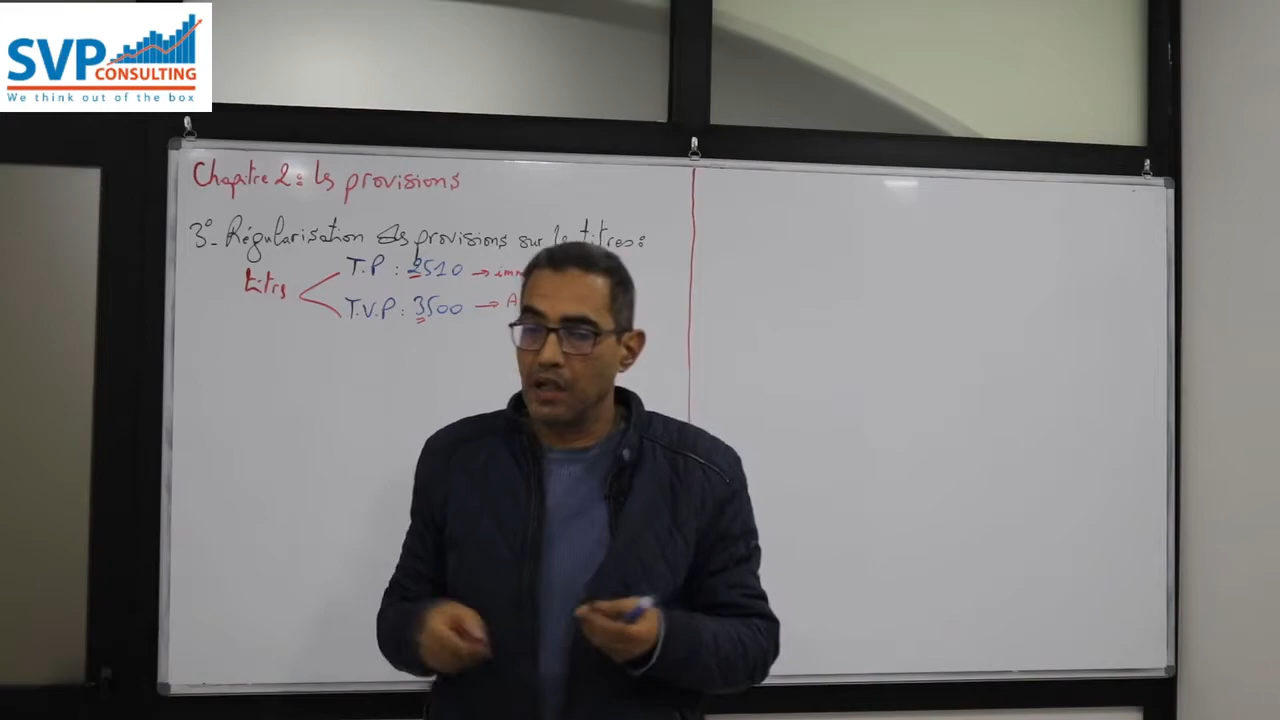 SVP
CONSULTING
We think out of the box
Chapitre 2: les provisions
3°- Régularisation des provisions sur les titres:
titres
T.P : 2510 → imm
T.V.P : 3500 → A